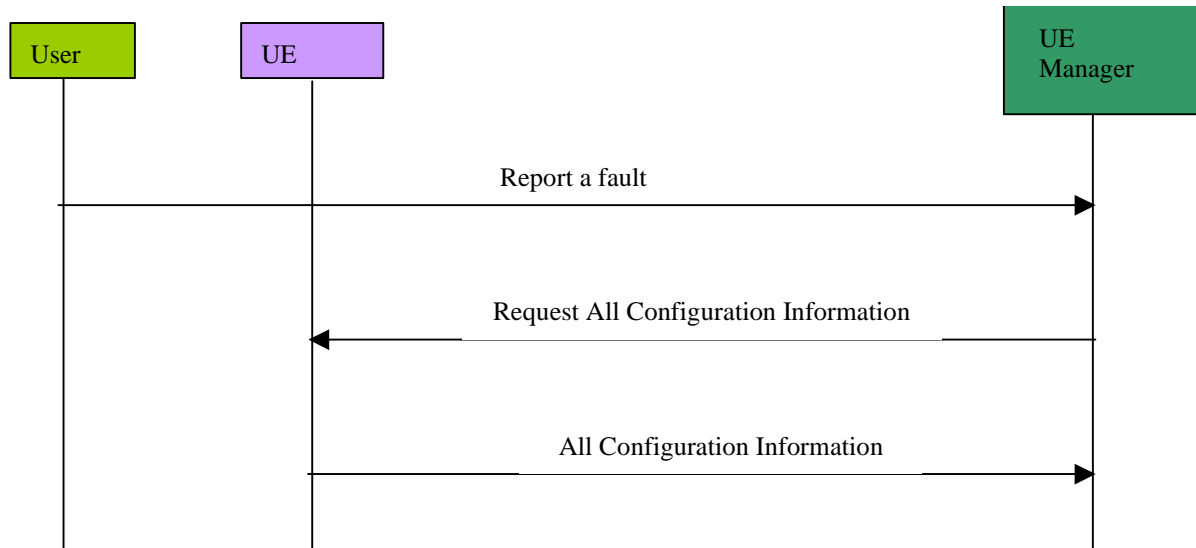 User
UE
UE
Manager
Report a fault
Request All Configuration Information
All Configuration Information